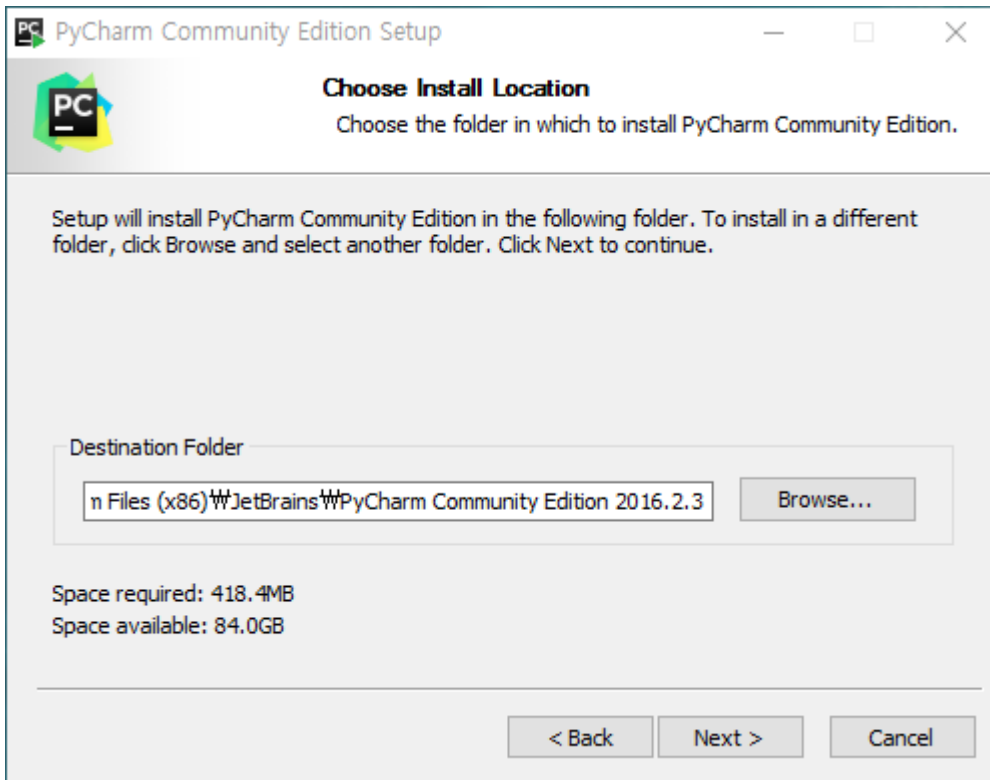 PyCharm Community Edition Setup
PC
Choose Install Location
Choose the folder in which to install PyCharm Community Edition.
Setup will install PyCharm Community Edition in the following folder. To install in a different
folder, click Browse and select another folder. Click Next to continue.
Destination Folder
n Files (x86)₩JetBrains₩PyCharm Community Edition 2016.2.3
Browse...
Space required: 418.4MB
Space available: 84.0GB
< Back
Next >
Cancel